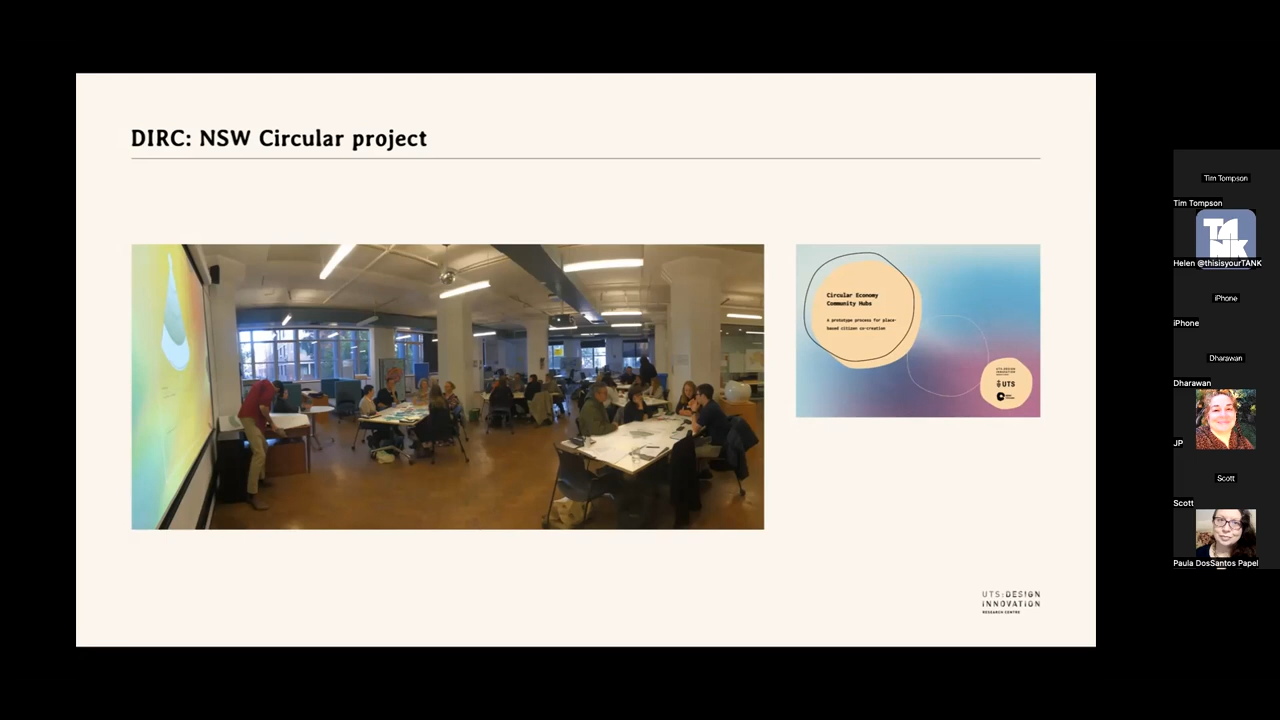 DIRC: NSW Circular project
Circular Economy
Community Hubs
A prototype process for place-
based citizen co-creation
UTS
UTS:DESIGN
INNOVATION
RESEARCH CENTRE
Tim Tompson
Tim Tompson
TANK
Helen @thisisyourTANK
iPhone
iPhone
Dharawan
Dharawan
JP
Scott
Scott
Paula DosSantos Papel